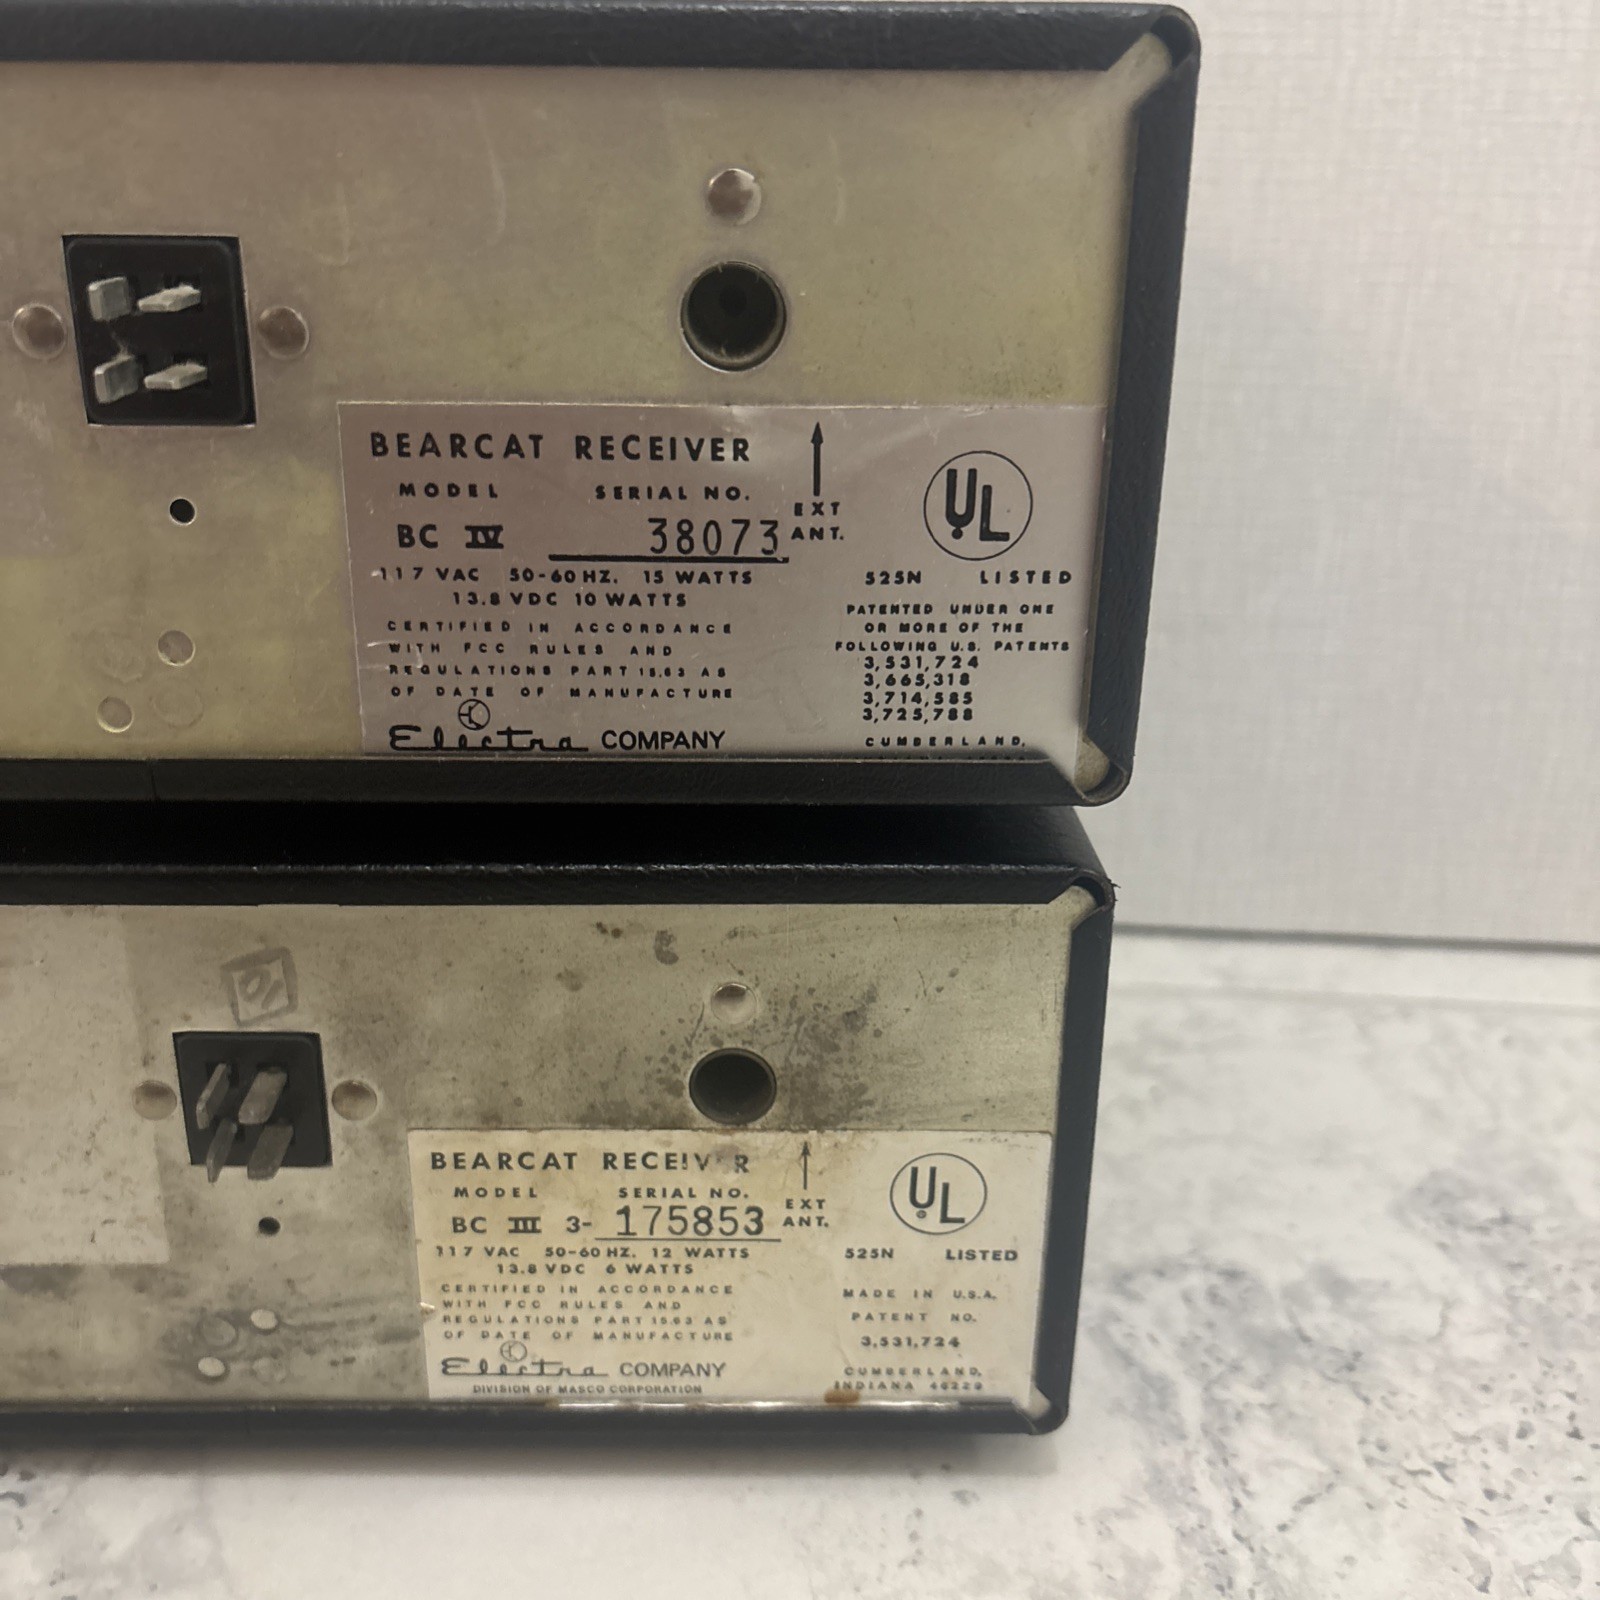 BEARCAT RECEIVER
MODEL SERIAL NO.
BC IV 38073
EXT
ANT.
117 VAC 50-60 HZ. 15 WATTS
13.8 VDC 10 WATTS
CERTIFIED IN ACCORDANCE
WITH FCC RULES AND
REGULATIONS PART 15.63 AS
OF DATE OF MANUFACTURE
Electra COMPANY
UL
525N LISTED
PATENTED UNDER ONE
OR MORE OF THE
FOLLOWING U.S. PATENTS
3,531,724
3,665,318
3,714,585
3,725,788
CUMBERLAND,
BEARCAT RECEIV R
MODEL SERIAL NO.
BC III 3- 175853
EXT
ANT.
117 VAC 50-60 HZ. 12 WATTS
13.8 VDC 6 WATTS
CERTIFIED IN ACCORDANCE
WITH FCC RULES AND
REGULATIONS PART 15.63 AS
OF DATE OF MANUFACTURE
Electra COMPANY
DIVISION OF MASCO CORPORATION
UL
525N LISTED
MADE IN U.S.A.
PATENT NO.
3,531,724
CUMBERLAND,
INDIANA 46229